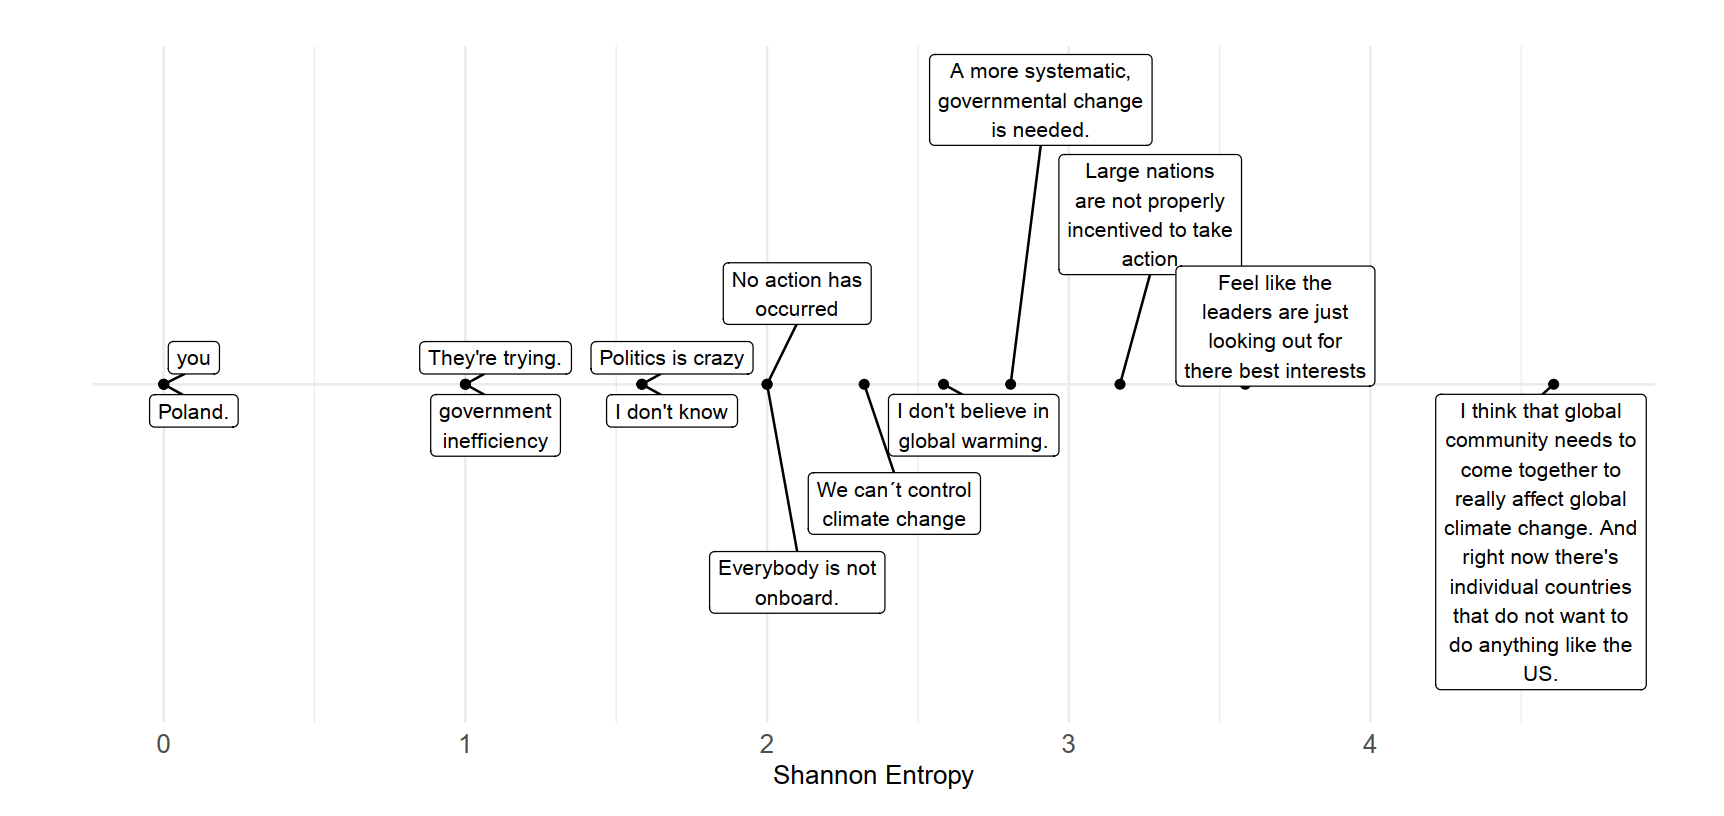 A more systematic,
governmental change
is needed.
Large nations
are not properly
incentived to take
action.
No action has
occurred
Feel like the
leaders are just
looking out for
there best interests
you
They're trying.
Politics is crazy
Poland.
government
inefficiency
I don't know
I don't believe in
global warming.
I think that global
community needs to
come together to
really affect global
climate change. And
right now there's
individual countries
that do not want to
do anything like the
US.
We can´t control
climate change
Everybody is not
onboard.
0 1 2 3 4
Shannon Entropy